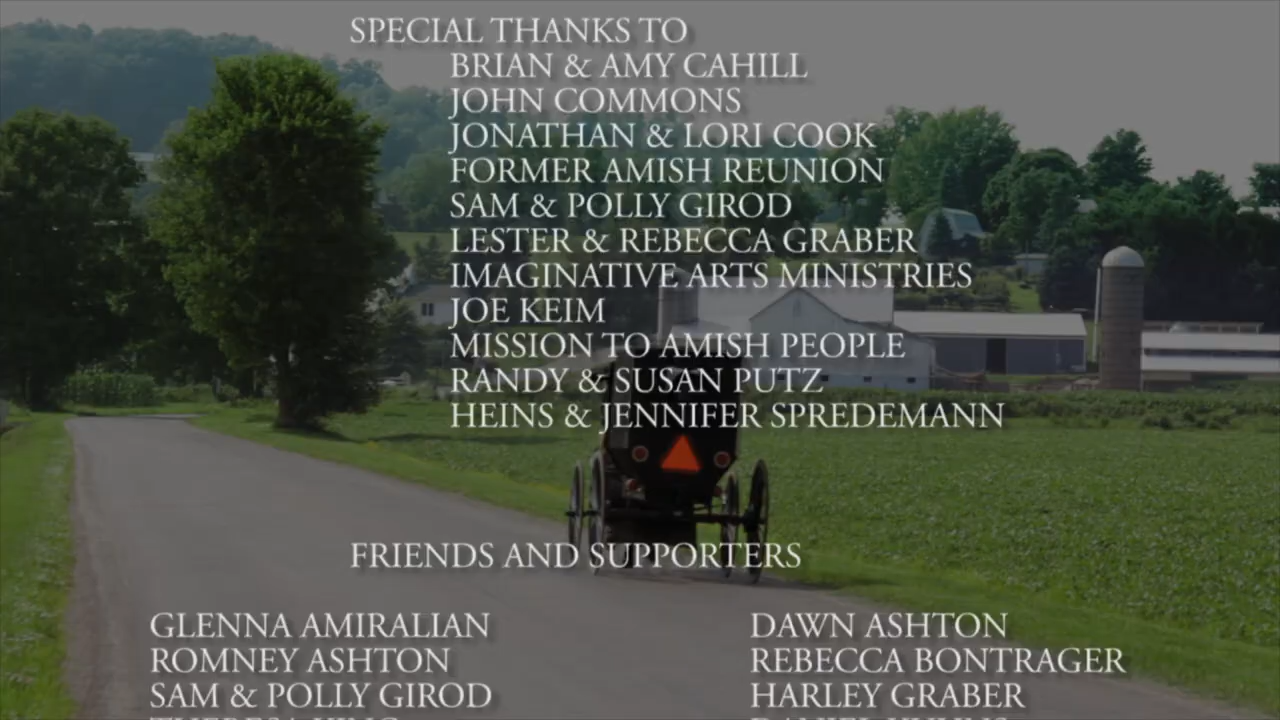 SPECIAL THANKS TO
BRIAN & AMY CAHILL
JOHN COMMONS
JONATHAN & LORI COOK
FORMER AMISH REUNION
SAM & POLLY GIROD
LESTER & REBECCA GRABER
IMAGINATIVE ARTS MINISTRIES
JOE KEIM
MISSION TO AMISH PEOPLE
RANDY & SUSAN PUTZ
HEINS & JENNIFER SPREDEMANN
FRIENDS AND SUPPORTERS
GLENNA AMIRALIAN
DAWN ASHTON
ROMNEY ASHTON
REBECCA BONTRAGER
SAM & POLLY GIROD
HARLEY GRABER